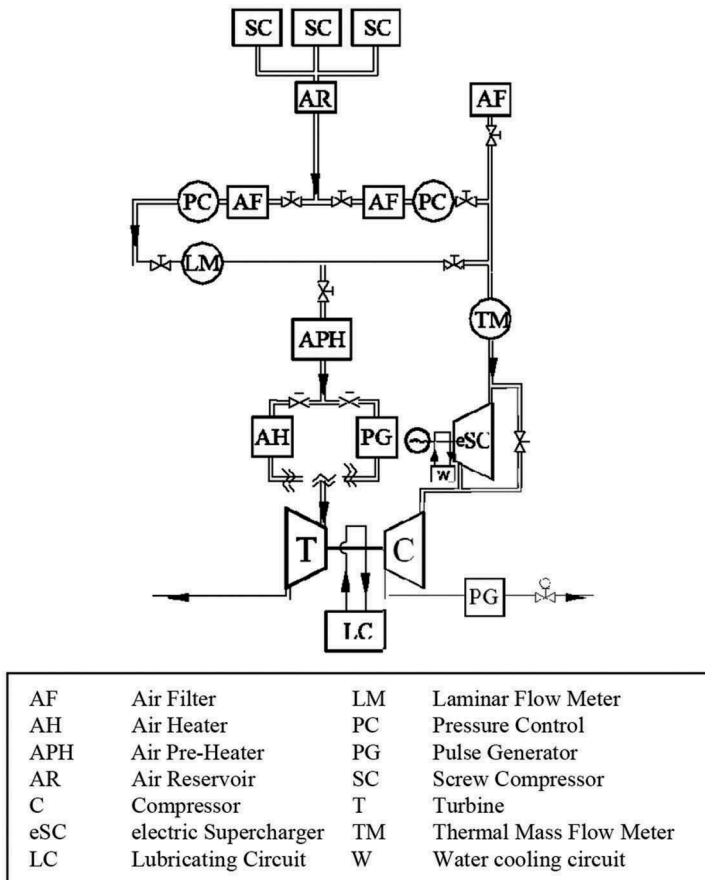 SC SC SC
AR
AF
PC AF AF PC
LM
TM
APH
AH PG eSC
W
T C
PG
LC
AF Air Filter LM Laminar Flow Meter
AH Air Heater PC Pressure Control
APH Air Pre-Heater PG Pulse Generator
AR Air Reservoir SC Screw Compressor
C Compressor T Turbine
eSC electric Supercharger TM Thermal Mass Flow Meter
LC Lubricating Circuit W Water cooling circuit